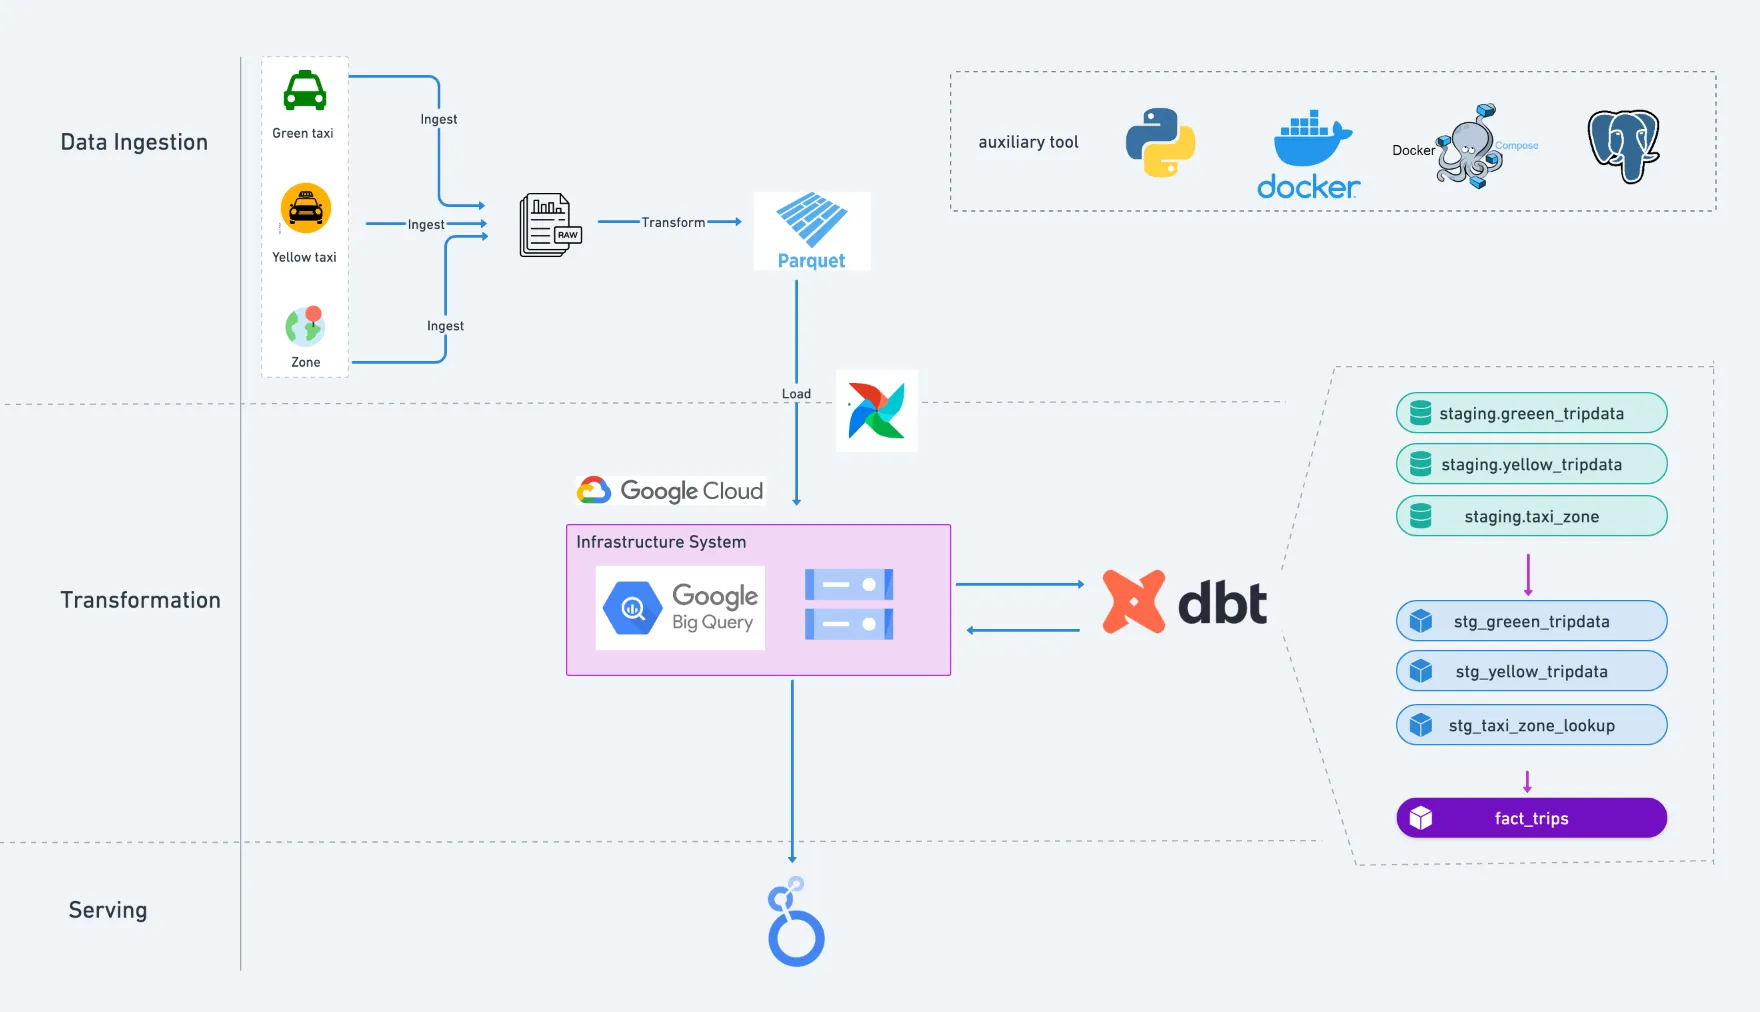 Data Ingestion
Green taxi
Yellow taxi
Zone
Ingest
Ingest
Ingest
RAW
Transform
Parquet
auxiliary tool
docker
Docker
Compose
Load
Transformation
Google Cloud
Infrastructure System
Google
Big Query
dbt
staging.greeen_tripdata
staging.yellow_tripdata
staging.taxi_zone
stg_greeen_tripdata
stg_yellow_tripdata
stg_taxi_zone_lookup
fact_trips
Serving